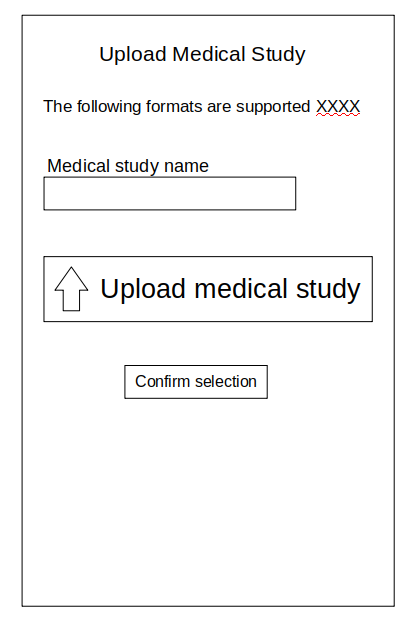 Upload Medical Study
The following formats are supported XXXX
Medical study name
Upload medical study
Confirm selection